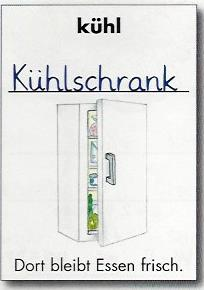 kühl
Kühlschrank
Dort bleibt Essen frisch.